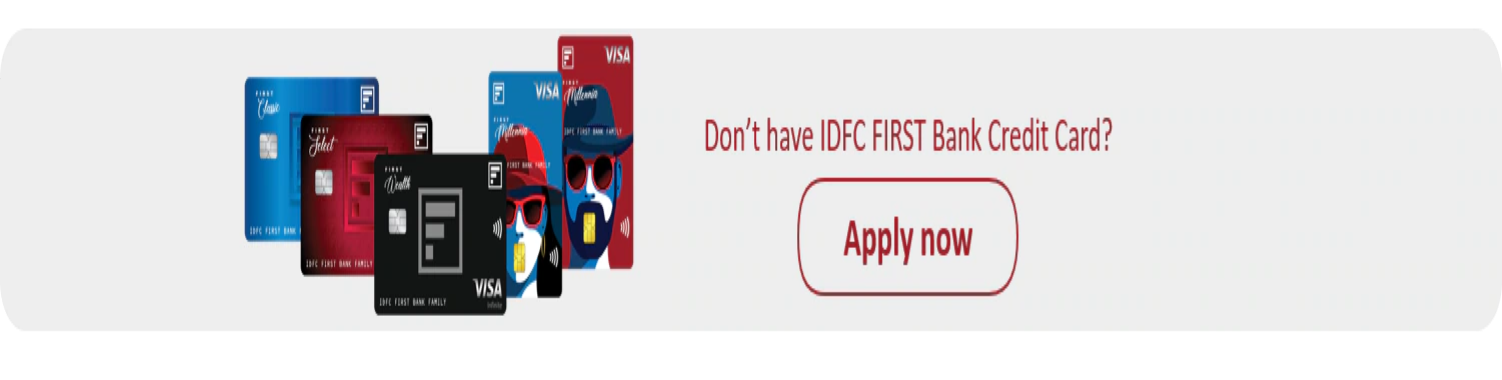 FIRST
Classic
IDFC FIRST BANK
FIRST
Select
IDFC FIRST BANK FAMILY
FIRST
Wealth
VISA
Infinite
IDFC FIRST BANK FAMILY
VISA
Millennia
FIRST BANK FAMILY
VISA
FIRST
Millennia
IDFC FIRST BANK FAMILY
Don't have IDFC FIRST Bank Credit Card?
Apply now